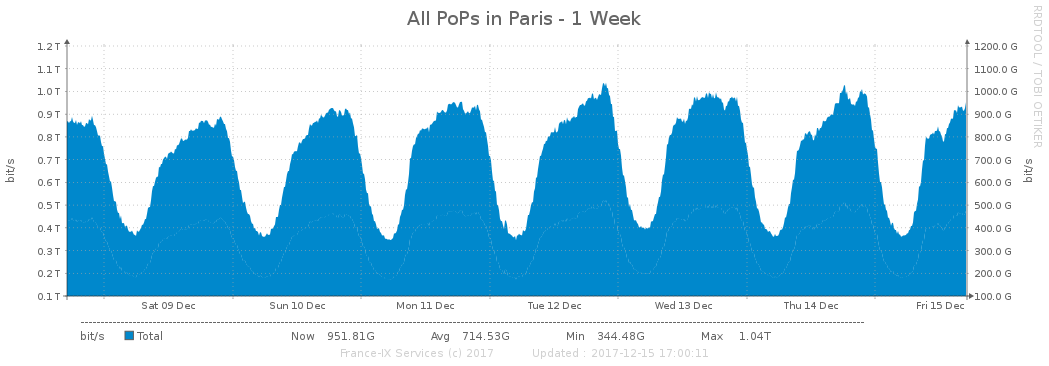 All PoPs in Paris - 1 Week
RRDTOOL / TOBI OETIKER
1.2 T 1200.0 G
1.1 T 1100.0 G
1.0 T 1000.0 G
0.9 T 900.0 G
0.8 T 800.0 G
0.7 T 700.0 G
0.6 T 600.0 G
0.5 T 500.0 G
0.4 T 400.0 G
0.3 T 300.0 G
0.2 T 200.0 G
0.1 T 100.0 G
bit/s
bit/s
Sat 09 Dec Sun 10 Dec Mon 11 Dec Tue 12 Dec Wed 13 Dec Thu 14 Dec Fri 15 Dec
bit/s Total Now 951.81G Avg 714.53G Min 344.48G Max 1.04T
France-IX Services (c) 2017 Updated : 2017-12-15 17:00:11